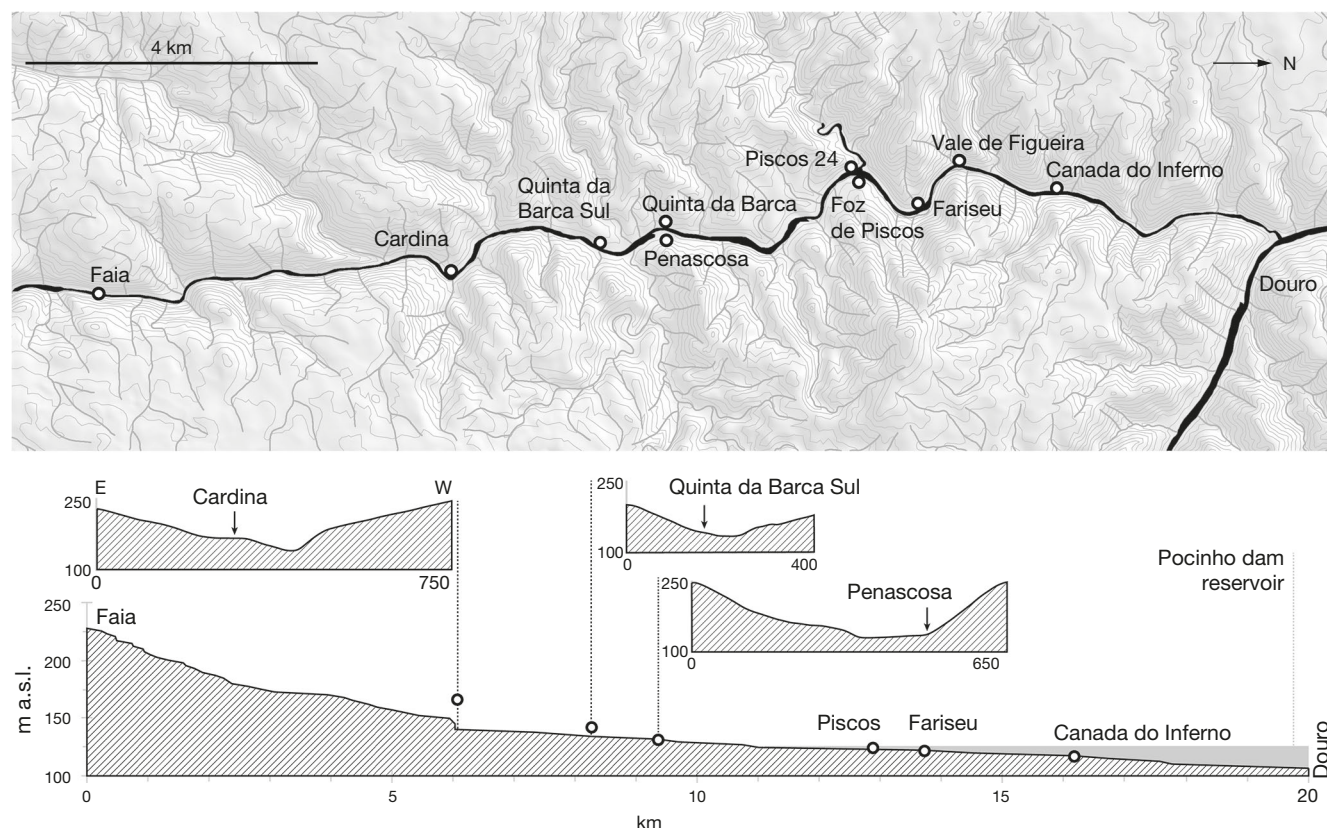 4 km
N
Vale de Figueira
Piscos 24
Canada do Inferno
Quinta da
Barca Sul
Quinta da Barca
Foz
de Piscos
Fariseu
Cardina
Penascosa
Faia
Douro
E
W
Cardina
250
100
0
750
Quinta da Barca Sul
250
100
0
400
Penascosa
250
100
0
650
Pocinho dam
reservoir
m a.s.l.
250
200
150
100
Faia
Piscos
Fariseu
Canada do Inferno
Douro
0
5
10
15
20
km